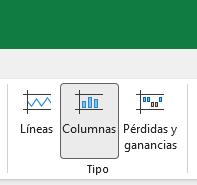 Líneas Columnas Pérdidas y
ganancias
Tipo